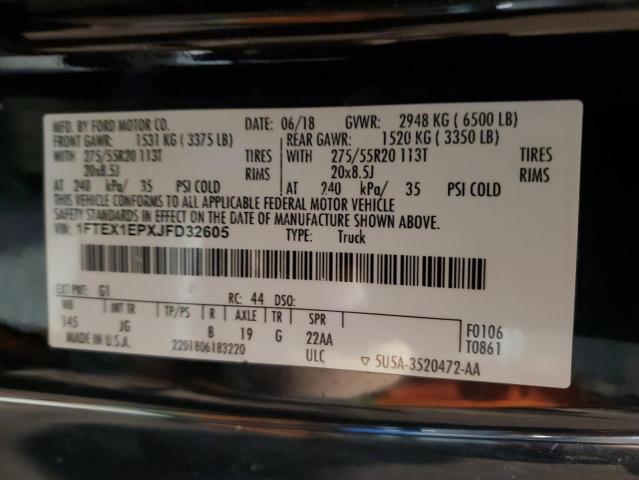 MFD. BY FORD MOTOR CO. DATE: 06/18 GVWR: 2948 KG ( 6500 LB)
FRONT GAWR: 1531 KG ( 3375 LB) REAR GAWR: 1520 KG ( 3350 LB)
WITH 275/55R20 113T TIRES WITH 275/55R20 113T TIRES
20x8.5J RIMS 20x8.5J RIMS
AT 240 kPa/ 35 PSI COLD AT 240 kPa/ 35 PSI COLD
THIS VEHICLE CONFORMS TO ALL APPLICABLE FEDERAL MOTOR VEHICLE
SAFETY STANDARDS IN EFFECT ON THE DATE OF MANUFACTURE SHOWN ABOVE.
VIN: 1FTEX1EPXJFD32605 TYPE: Truck
EXT PNT: G1 RC: 44 DSO:
WB INT TR TP/PS R AXLE TR SPR F0106
145 JG B 19 G 22AA T0861
MADE IN U.S.A. 2201806183220 ULC ▽ 5U5A-3520472-AA